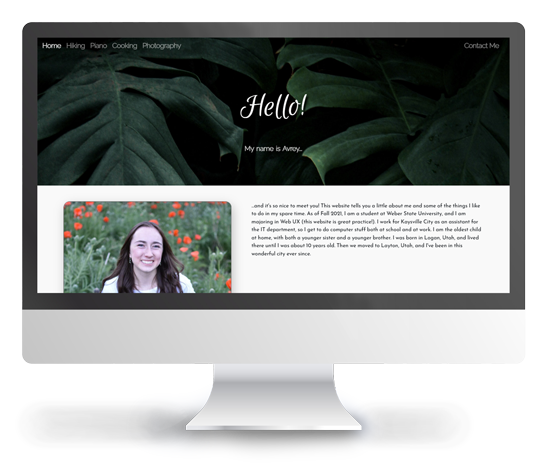 Home Hiking Piano Cooking Photography Contact Me
Hello!
My name is Avrey...
...and it's so nice to meet you! This website tells you a little about me and some of the things I like
to do in my spare time. As of Fall 2021, I am a student at Weber State University, and I am
majoring in Web UX (this website is great practice!). I work for Kaysville City as an assistant for
the IT department, so I get to do computer stuff both at school and at work. I am the oldest child
at home, with both a younger sister and a younger brother. I was born in Logan, Utah, and lived
there until I was about 10 years old. Then we moved to Layton, Utah, and I've been in this
wonderful city ever since.